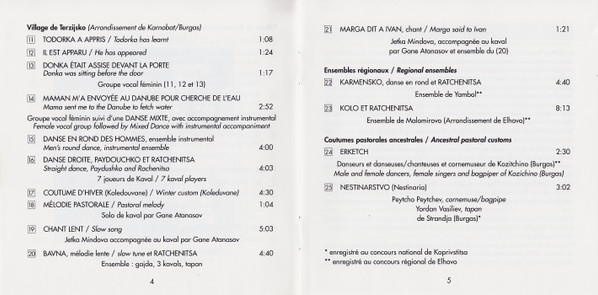 Village de Terzijsko (Arrondissement de Karnobat/Burgas)
11 TODORKA A APPRIS / Todorka has learnt 1:08
12 IL EST APPARU / He has appeared 1:24
13 DONKA ÉTAIT ASSISE DEVANT LA PORTE
Donka was sitting before the door 1:17
Groupe vocal féminin (11, 12 et 13)
14 MAMAN M'A ENVOYÉE AU DANUBE POUR CHERCHE DE L'EAU
Mama sent me to the Danube to fetch water 2:52
Groupe vocal féminin suivi d'une DANSE MIXTE, avec accompagnement instrumental
Female vocal group followed by Mixed Dance with instrumental accompaniment
15 DANSE EN ROND DES HOMMES, ensemble instrumental
Men's round dance, instrumental ensemble 4:00
16 DANSE DROITE, PAYDOUCHKO ET RATCHENITSA
Straight dance, Paydushko and Rachenitsa 4:03
7 joueurs de Kaval / 7 kaval players
17 COUTUME D'HIVER (Koledouvane) / Winter custom (Koleduvane) 4:30
18 MÉLODIE PASTORALE / Pastoral melody 1:04
Solo de kaval par Gane Atanasov
19 CHANT LENT / Slow song 5:03
Jetka Mindova accompagnée au kaval par Gane Atanasov
20 BAVNA, mélodie lente / slow tune et RATCHENITSA 4:40
Ensemble : gajda, 3 kavals, tapan
4
21 MARGA DIT A IVAN, chant / Marga said to Ivan 1:21
Jetka Mindova, accompagnée au kaval
par Gane Atanasov et ensemble du (20)
Ensembles régionaux / Regional ensembles
22 KARMENSKO, danse en rond et RATCHENITSA 4:40
Ensemble de Yambol**
23 KOLO ET RATCHENITSA 8:13
Ensemble de Malomirovo (Arrondissement de Elhovo)**
Coutumes pastorales ancestrales / Ancestral pastoral customs
24 ERKETCH 2:30
Danseurs et danseuses/chanteuses et cornemuseur de Kozitchino (Burgas)**
Male and female dancers, female singers and bagpiper of Kozichino (Burgas)**
25 NESTINARSTVO (Nestinaria) 3:02
Peytcho Peytchev, cornemuse/bagpipe
Yordan Vasiliev, tapan
de Strandja (Burgas)*
* enregistré au concours national de Koprivstitsa
** enregistré au concours régional de Elhovo
5